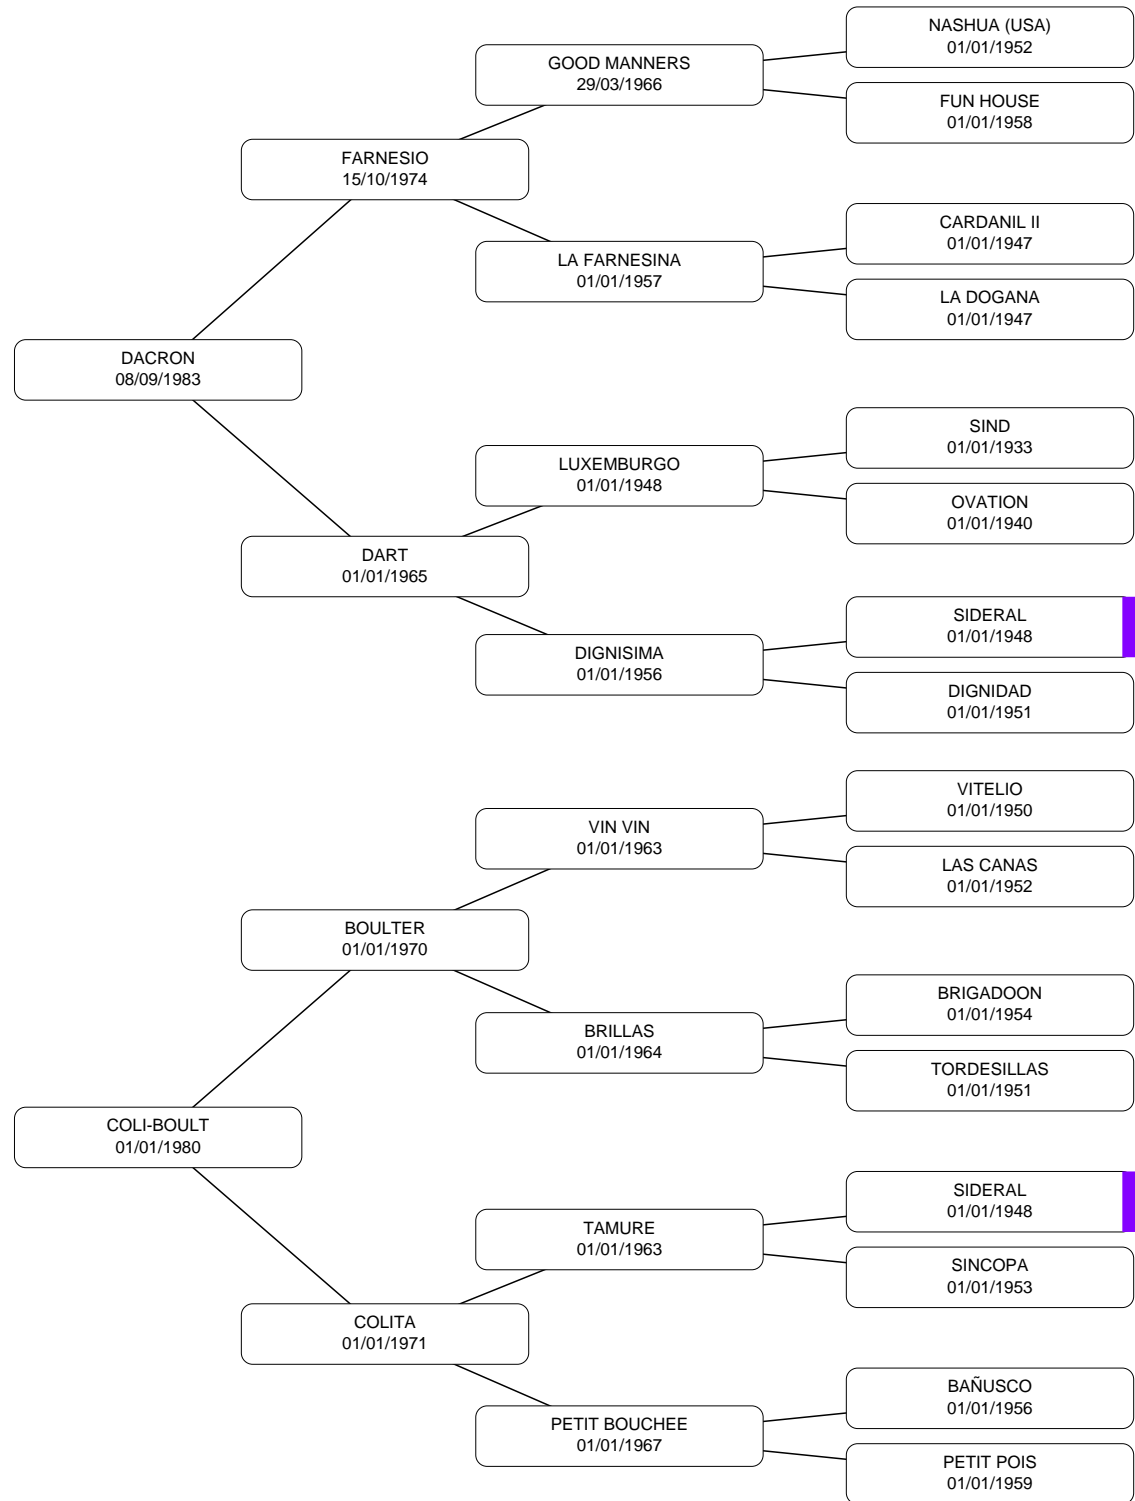 NASHUA (USA)
01/01/1952
GOOD MANNERS
29/03/1966
FUN HOUSE
01/01/1958
FARNESIO
15/10/1974
CARDANIL II
01/01/1947
LA FARNESINA
01/01/1957
LA DOGANA
01/01/1947
DACRON
08/09/1983
SIND
01/01/1933
LUXEMBURGO
01/01/1948
OVATION
01/01/1940
DART
01/01/1965
SIDERAL
01/01/1948
DIGNISIMA
01/01/1956
DIGNIDAD
01/01/1951
VITELIO
01/01/1950
VIN VIN
01/01/1963
LAS CANAS
01/01/1952
BOULTER
01/01/1970
BRIGADOON
01/01/1954
BRILLAS
01/01/1964
TORDESILLAS
01/01/1951
COLI-BOULT
01/01/1980
SIDERAL
01/01/1948
TAMURE
01/01/1963
SINCOPA
01/01/1953
COLITA
01/01/1971
BAÑUSCO
01/01/1956
PETIT BOUCHEE
01/01/1967
PETIT POIS
01/01/1959